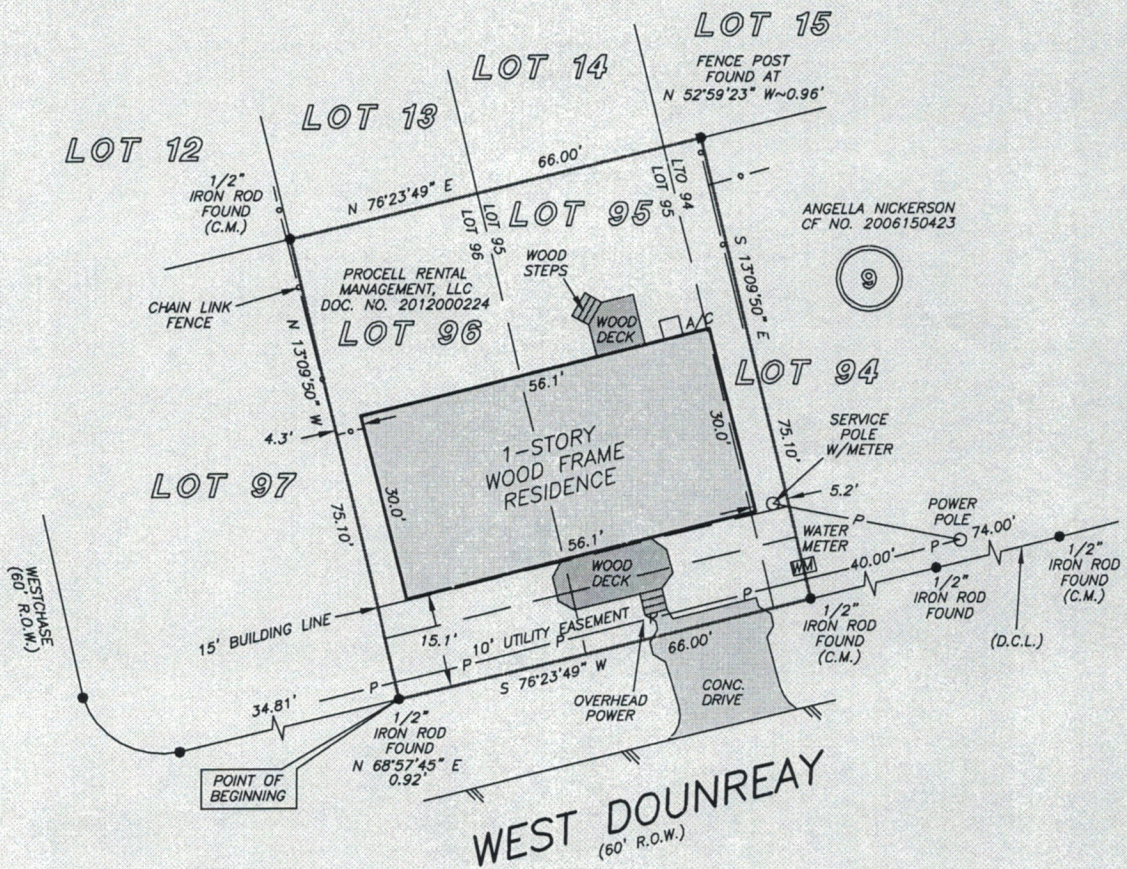 LOT 15
FENCE POST
FOUND AT
N 52°59'23" W~0.96'
LOT 14
LOT 13
LOT 12
1/2"
IRON ROD
FOUND
(C.M.)
66.00'
N 76°23'49" E
LTO 94
LOT 95
LOT 95
LOT 96
LOT 95
ANGELLA NICKERSON
CF NO. 2006150423
9
S 13°09'50" E
WOOD
STEPS
PROCELL RENTAL
MANAGEMENT, LLC
DOC. NO. 2012000224
CHAIN LINK
FENCE
LOT 96
N 13°09'50" W
WOOD
DECK
A/C
LOT 94
56.1'
30.0'
4.3'
1-STORY
WOOD FRAME
RESIDENCE
SERVICE
POLE
W/METER
75.10'
LOT 97
75.10'
30.0'
5.2'
POWER
POLE
P
74.00'
WATER
METER
P
WM
40.00'
1/2"
IRON ROD
FOUND
(C.M.)
1/2"
IRON ROD
FOUND
56.1'
WOOD
DECK
P
WESTCHASE
(60' R.O.W.)
15' BUILDING LINE
15.1'
10' UTILITY EASEMENT
P
P
P
66.00'
1/2"
IRON ROD
FOUND
(C.M.)
(D.C.L.)
S 76°23'49" W
34.81'
OVERHEAD
POWER
CONC.
DRIVE
1/2"
IRON ROD
FOUND
N 68°57'45" E
0.92'
POINT OF
BEGINNING
WEST DOUNREAY
(60' R.O.W.)